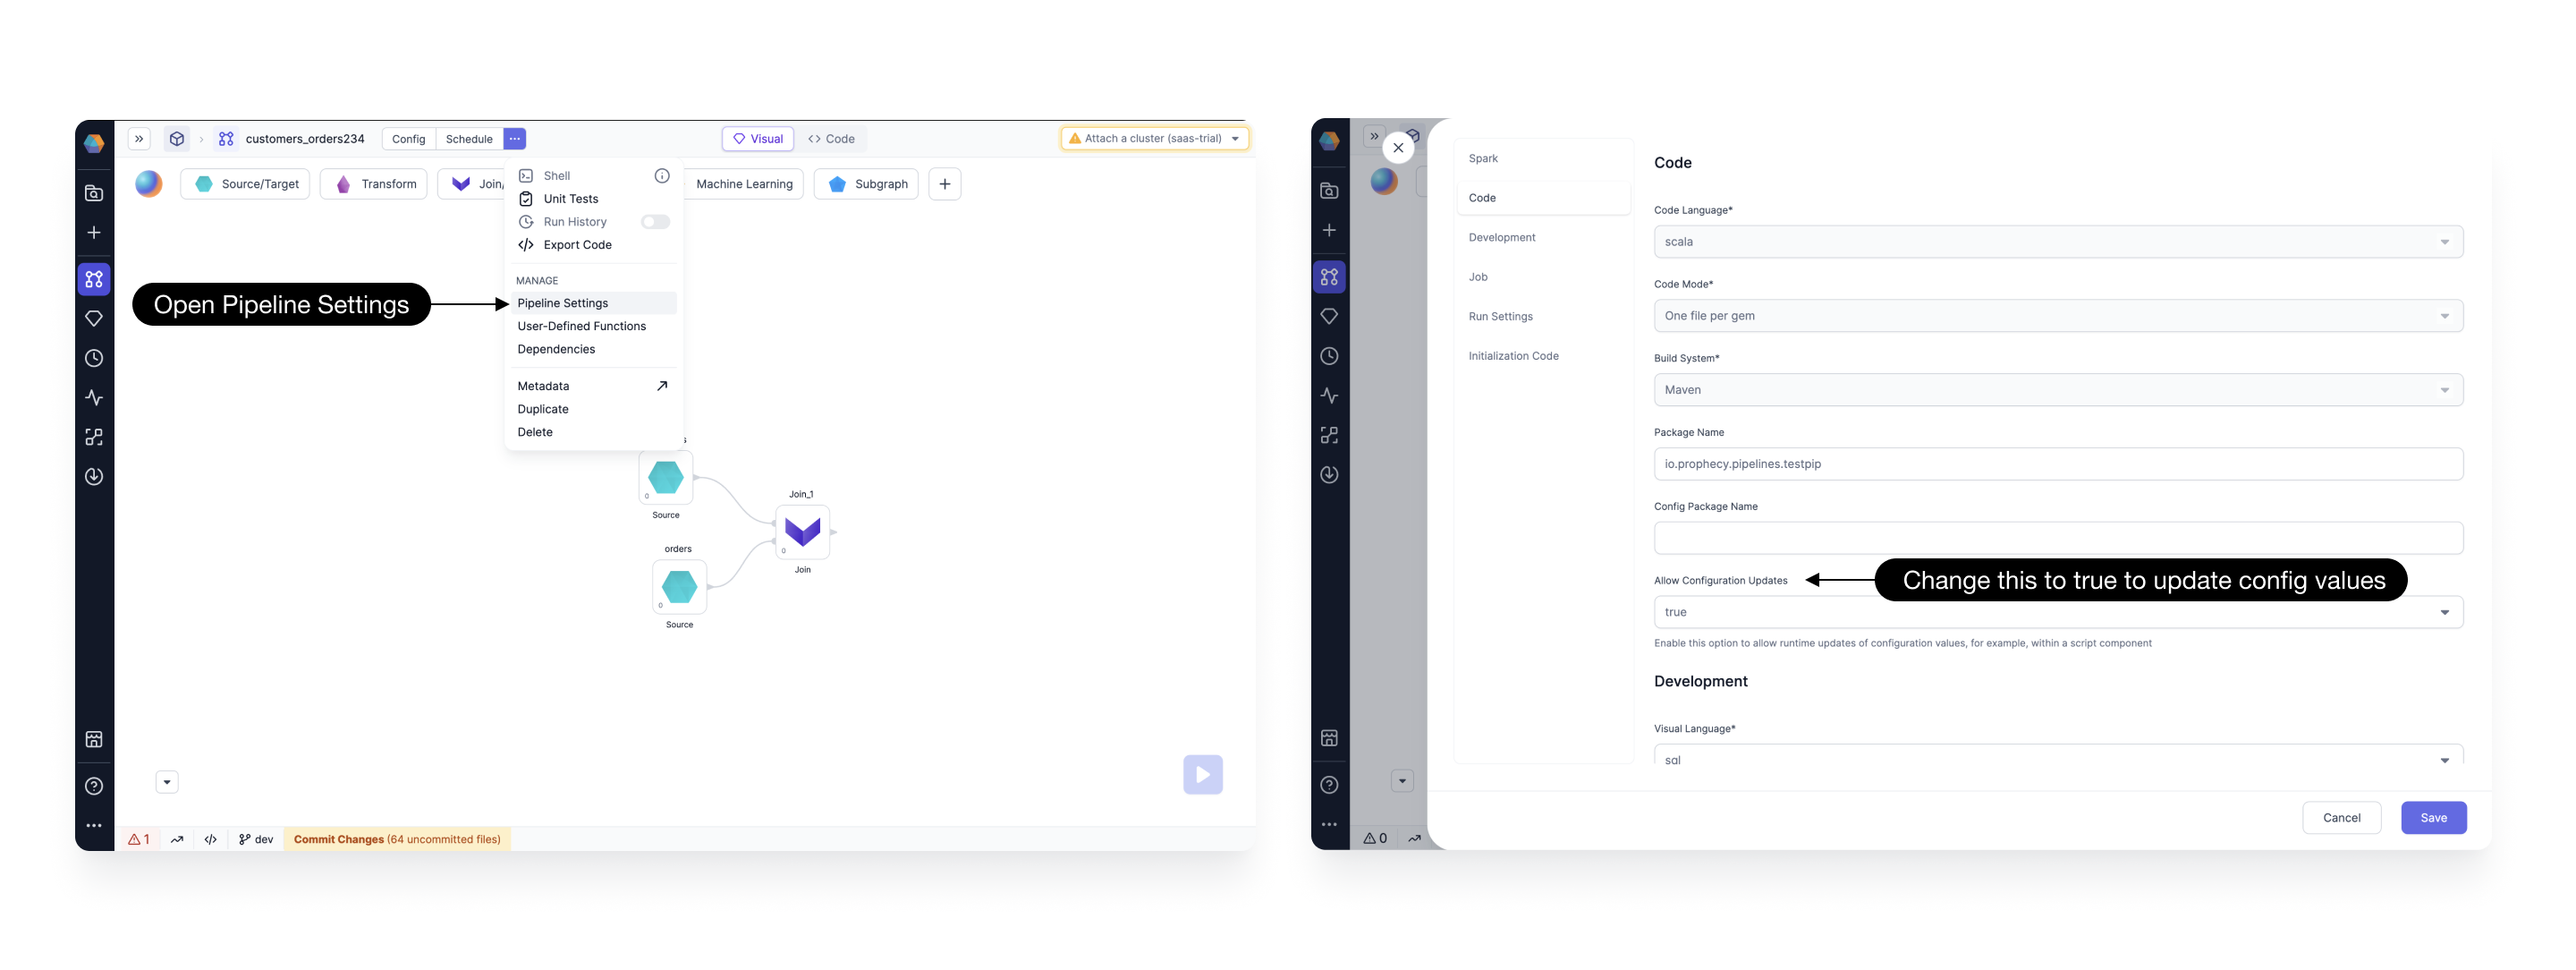 customers_orders234
Config
Schedule
Visual
Code
Attach a cluster (saas-trial)
Source/Target
Transform
Join/
Machine Learning
Subgraph
Shell
Unit Tests
Run History
Export Code
MANAGE
Pipeline Settings
User-Defined Functions
Dependencies
Metadata
Duplicate
Delete
Open Pipeline Settings
s
0
Source
orders
0
Source
Join_1
0
Join
1
dev
Commit Changes (64 uncommitted files)
0
Spark
Code
Development
Job
Run Settings
Initialization Code
Code
Code Language*
scala
Code Mode*
One file per gem
Build System*
Maven
Package Name
io.prophecy.pipelines.testpip
Config Package Name
Allow Configuration Updates
Change this to true to update config values
true
Enable this option to allow runtime updates of configuration values, for example, within a script component
Development
Visual Language*
sql
Cancel
Save